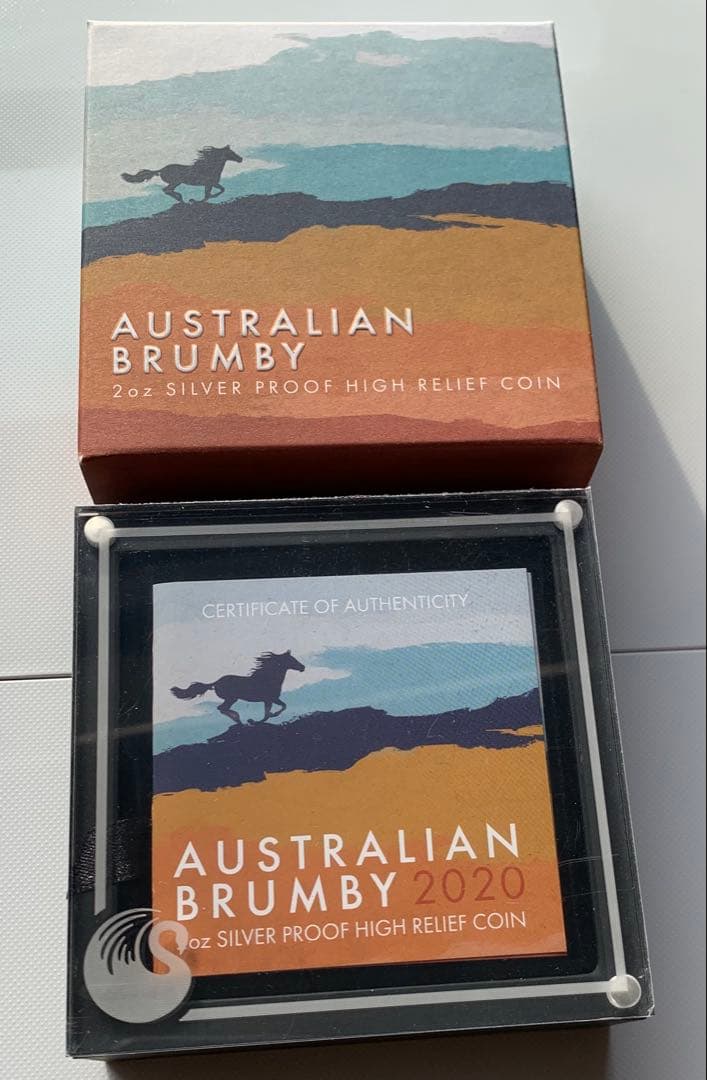 AUSTRALIAN
BRUMBY
2oz SILVER PROOF HIGH RELIEF COIN
CERTIFICATE OF AUTHENTICITY
AUSTRALIAN
BRUMBY 2020
oz SILVER PROOF HIGH RELIEF COIN